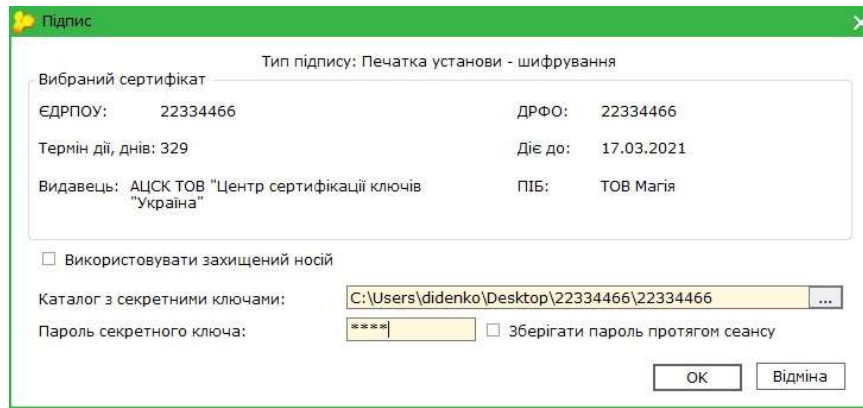 Підпис
Тип підпису: Печатка установи - шифрування
Вибраний сертифікат
ЄДРПОУ: 22334466 ДРФО: 22334466
Термін дії, днів: 329 Діє до: 17.03.2021
Видавець: АЦСК ТОВ "Центр сертифікації ключів ПІБ: ТОВ Магія
"Україна"
Використовувати захищений носій
Каталог з секретними ключами: C:\Users\didenko\Desktop\22334466\22334466 ...
Пароль секретного ключа: **** Зберігати пароль протягом сеансу
OK Відміна